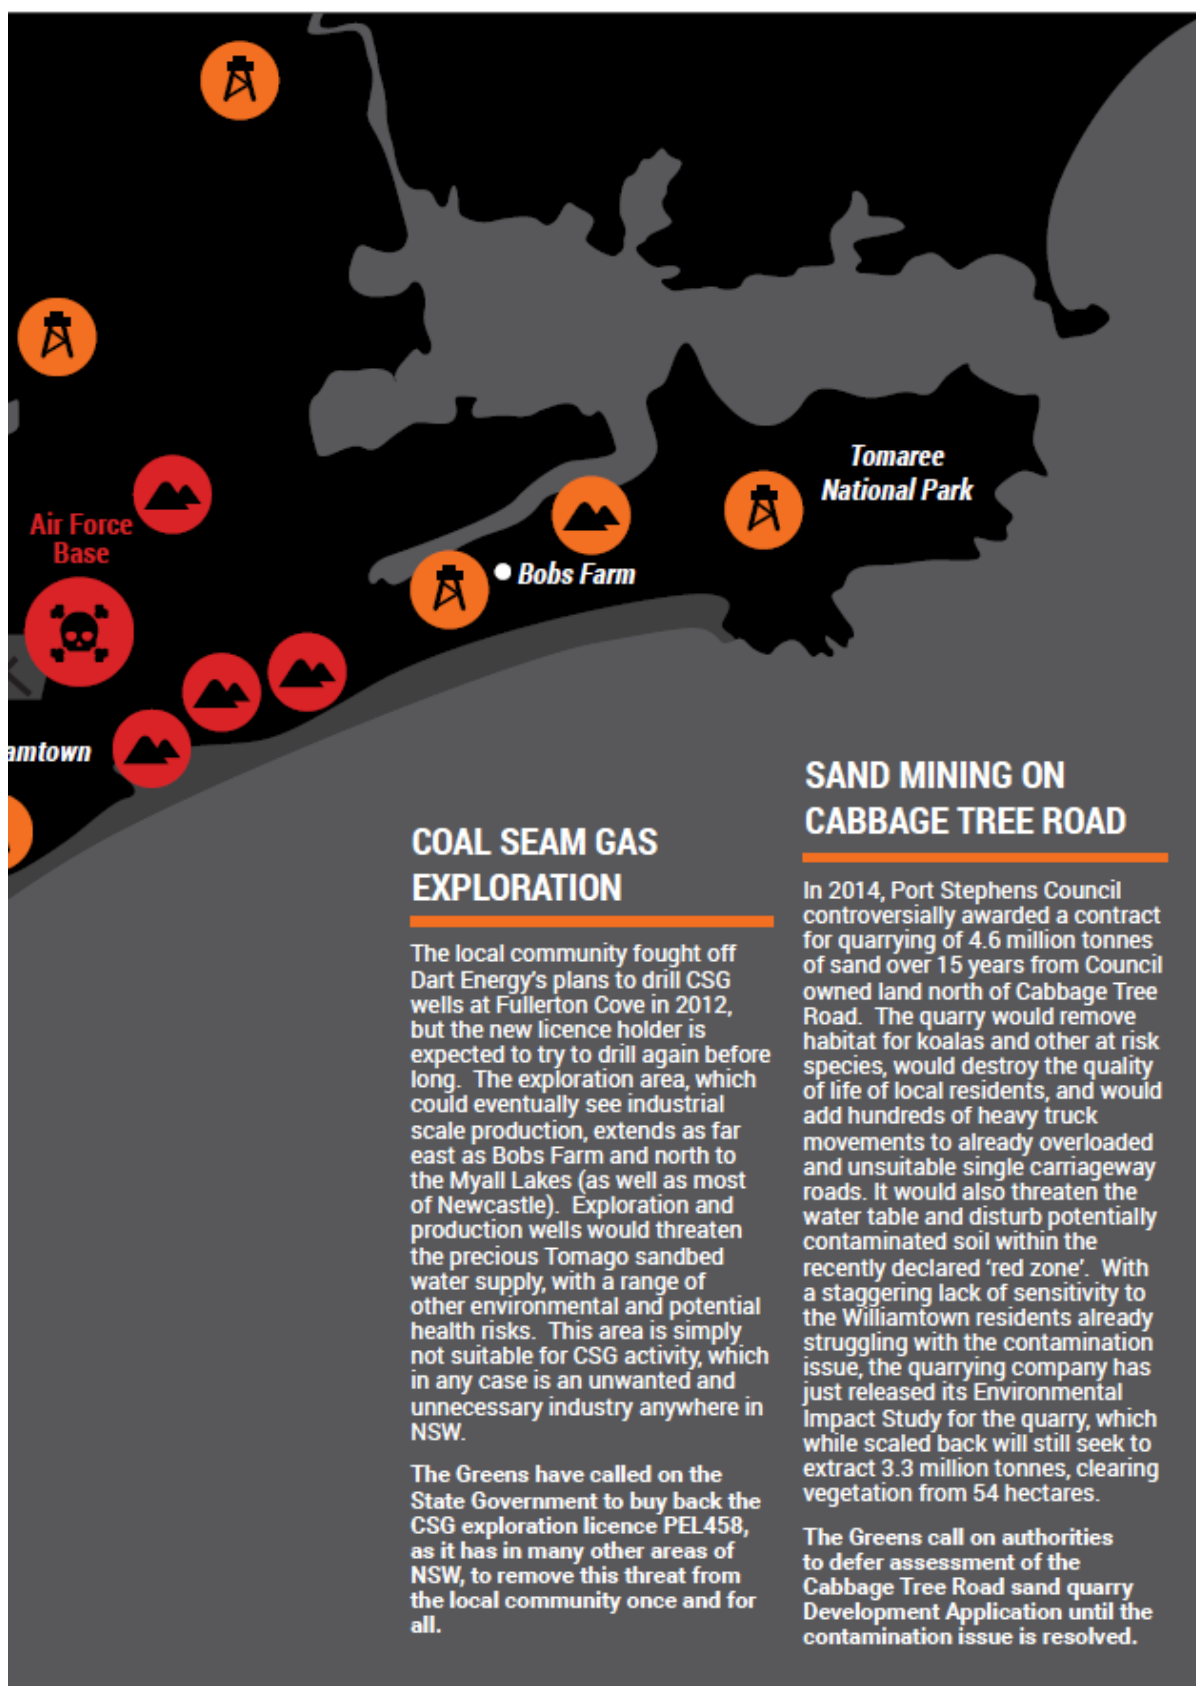 Tomaree
National Park
Air Force
Base
Bobs Farm
amtown
COAL SEAM GAS
EXPLORATION
The local community fought off
Dart Energy's plans to drill CSG
wells at Fullerton Cove in 2012,
but the new licence holder is
expected to try to drill again before
long.  The exploration area, which
could eventually see industrial
scale production, extends as far
east as Bobs Farm and north to
the Myall Lakes (as well as most
of Newcastle).  Exploration and
production wells would threaten
the precious Tomago sandbed
water supply, with a range of
other environmental and potential
health risks.  This area is simply
not suitable for CSG activity, which
in any case is an unwanted and
unnecessary industry anywhere in
NSW.
The Greens have called on the
State Government to buy back the
CSG exploration licence PEL458,
as it has in many other areas of
NSW, to remove this threat from
the local community once and for
all.
SAND MINING ON
CABBAGE TREE ROAD
In 2014, Port Stephens Council
controversially awarded a contract
for quarrying of 4.6 million tonnes
of sand over 15 years from Council
owned land north of Cabbage Tree
Road.  The quarry would remove
habitat for koalas and other at risk
species, would destroy the quality
of life of local residents, and would
add hundreds of heavy truck
movements to already overloaded
and unsuitable single carriageway
roads. It would also threaten the
water table and disturb potentially
contaminated soil within the
recently declared 'red zone'.  With
a staggering lack of sensitivity to
the Williamtown residents already
struggling with the contamination
issue, the quarrying company has
just released its Environmental
Impact Study for the quarry, which
while scaled back will still seek to
extract 3.3 million tonnes, clearing
vegetation from 54 hectares.
The Greens call on authorities
to defer assessment of the
Cabbage Tree Road sand quarry
Development Application until the
contamination issue is resolved.